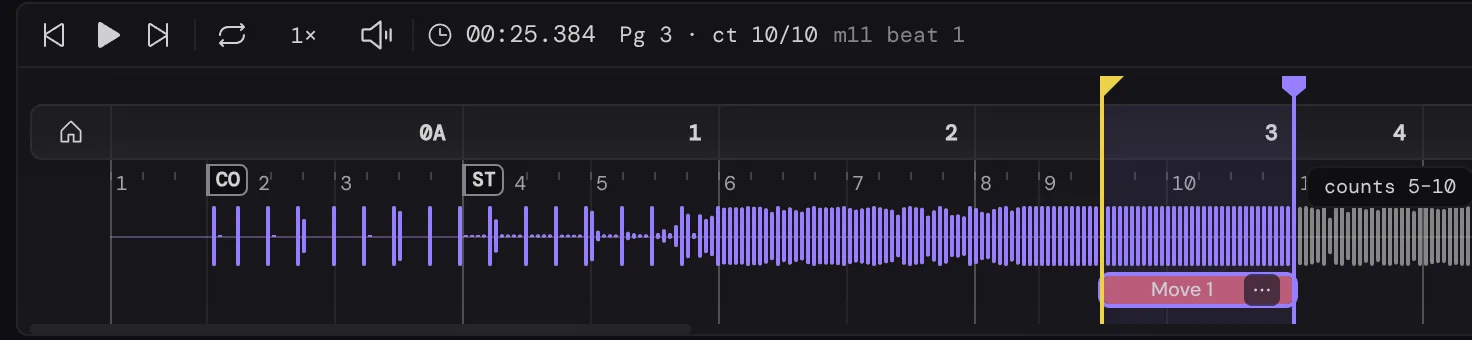 1× 00:25.384 Pg 3 · ct 10/10 m11 beat 1
0A 1 2 3 4
1 CO 2 3 ST 4 5 6 7 8 9 10
counts 5-10
Move 1 ...